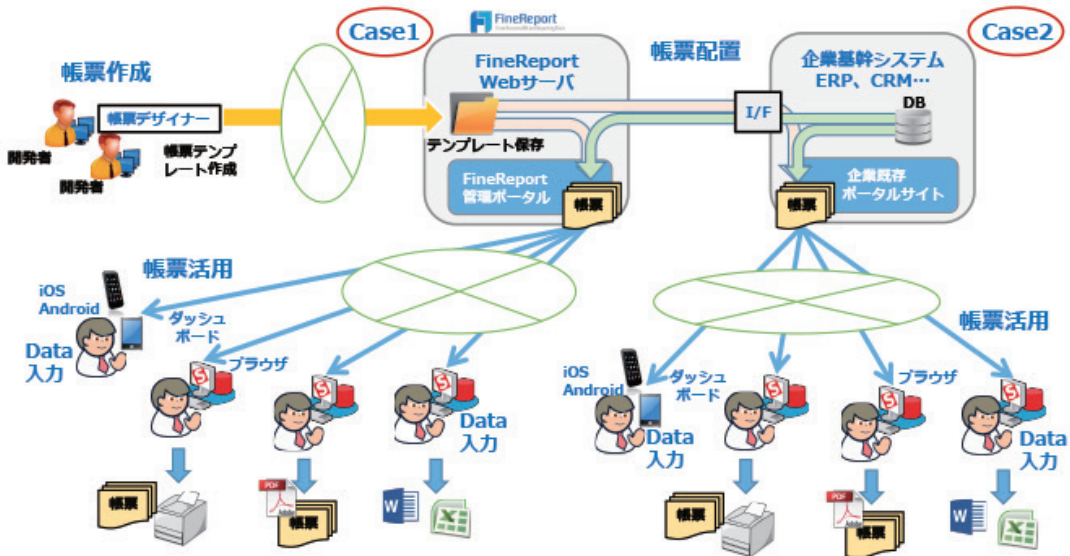 Case1
FineReport
Case2
帳票作成
FineReport
Webサーバ
帳票配置
企業基幹システム
ERP、CRM…
帳票デザイナー
I/F
DB
開発者
帳票テンプ
レート作成
開発者
テンプレート保存
FineReport
管理ポータル
帳票
企業既存
ポータルサイト
帳票
帳票活用
iOS
Android
Data
入力
ダッシュ
ボード
ブラウザ
Data
入力
帳票
PDF
Adobe
帳票
W
X
帳票活用
iOS
Android
Data
入力
ダッシュ
ボード
ブラウザ
Data
入力
帳票
PDF
Adobe
帳票
W
X